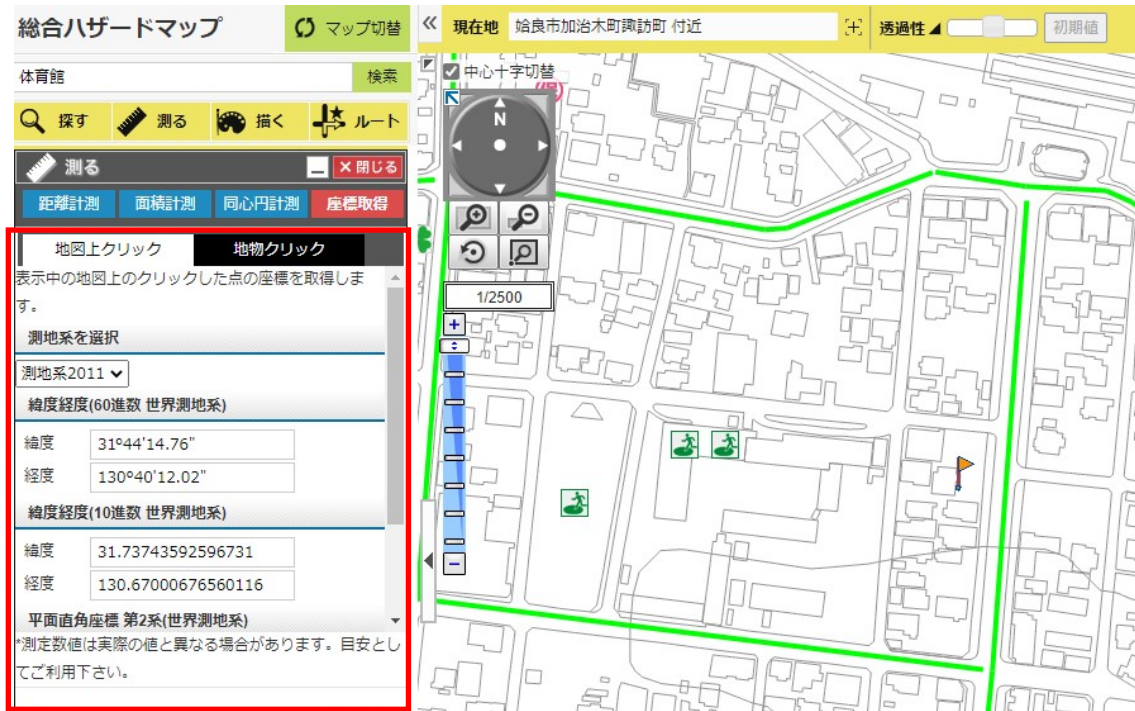 総合ハザードマップ
マップ切替
現在地
姶良市加治木町諏訪町 付近
透過性
初期値
体育館
検索
中心十字切替
探す
測る
描く
ルート
N
測る
閉じる
距離計測
面積計測
同心円計測
座標取得
地図上クリック
地物クリック
表示中の地図上のクリックした点の座標を取得しま
す。
1/2500
測地系を選択
測地系2011
緯度経度(60進数 世界測地系)
緯度
31º44'14.76"
経度
130º40'12.02"
緯度経度(10進数 世界測地系)
緯度
31.73743592596731
経度
130.67000676560116
平面直角座標 第2系(世界測地系)
*測定数値は実際の値と異なる場合があります。目安とし
てご利用下さい。